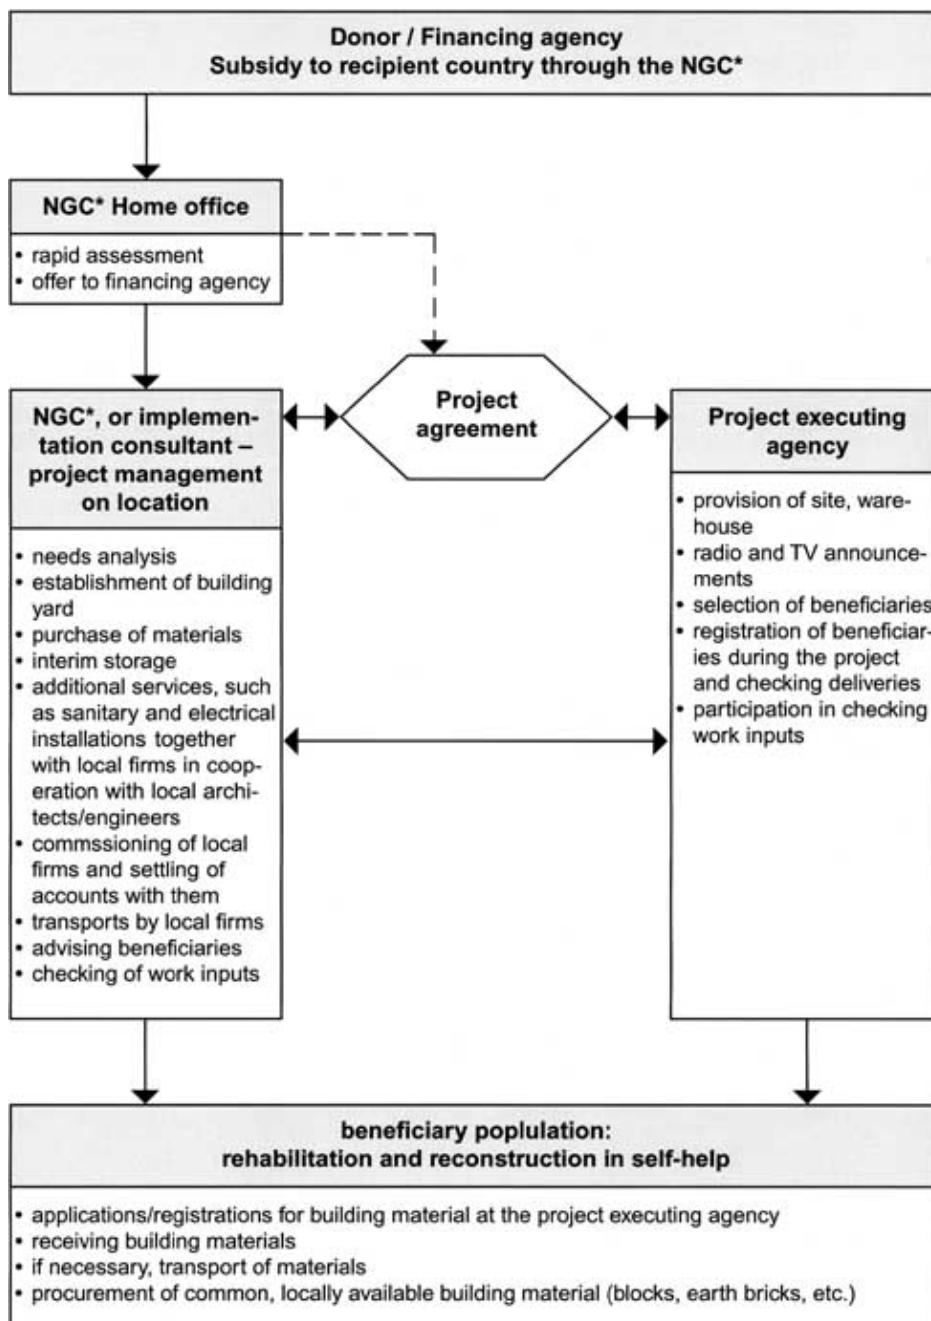 Donor / Financing agency
Subsidy to recipient country through the NGC*
NGC* Home office
• rapid assessment
• offer to financing agency
Project
agreement
NGC*, or implemen-
tation consultant –
project management
on location
• needs analysis
• establishment of building
yard
• purchase of materials
• interim storage
• additional services, such
as sanitary and electrical
installations together
with local firms in coop-
eration with local archi-
tects/engineers
• commssioning of local
firms and settling of
accounts with them
• transports by local firms
• advising beneficiaries
• checking of work inputs
Project executing
agency
• provision of site, ware-
house
• radio and TV announce-
ments
• selection of beneficiaries
• registration of beneficiar-
ies during the project
and checking deliveries
• participation in checking
work inputs
beneficiary poplulation:
rehabilitation and reconstruction in self-help
• applications/registrations for building material at the project executing agency
• receiving building materials
• if necessary, transport of materials
• procurement of common, locally available building material (blocks, earth bricks, etc.)